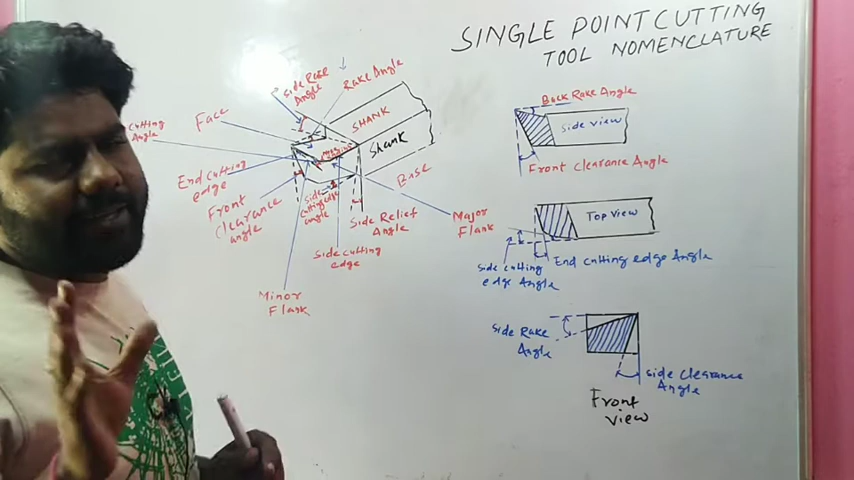 SINGLE POINT CUTTING
TOOL NOMENCLATURE
Side Rake
Angle
Rake Angle
SHANK
Shank
Face
Cutting
Angle
End cutting
edge
Front
clearance
angle
Side
cutting edge
angle
Base
Side Relief
Angle
Major
Flank
Side cutting
edge
Minor
Flank
Back Rake Angle
Side view
Front Clearance Angle
Top view
Side cutting
edge Angle
End cutting edge Angle
Side Rake
Angle
Side Clearance
Angle
Front
view